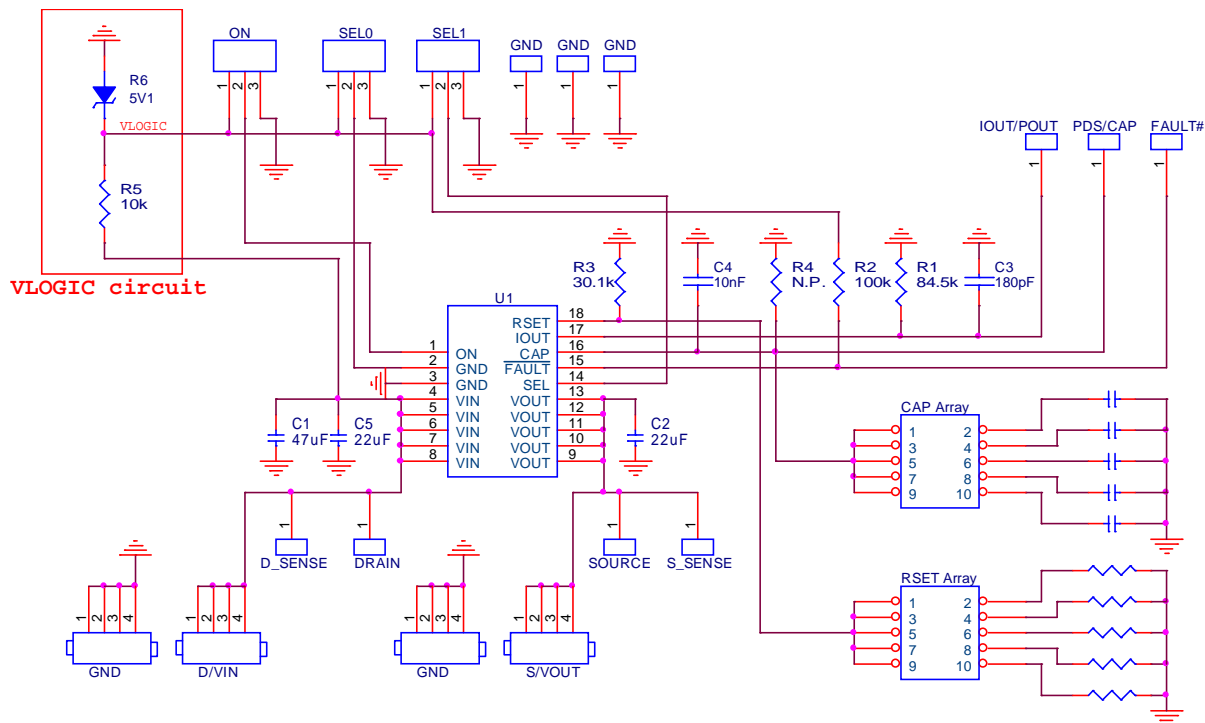 ON
SEL0
SEL1
GND
GND
GND
1
2
3
1
2
3
1
2
3
1
1
1
R6
5V1
VLOGIC
R5
10k
VLOGIC circuit
IOUT/POUT
PDS/CAP
FAULT#
1
1
1
R3
30.1k
C4
10nF
R4
N.P.
R2
100k
R1
84.5k
C3
180pF
U1
1
ON
2
GND
3
GND
4
VIN
5
VIN
6
VIN
7
VIN
8
VIN
RSET
18
IOUT
17
CAP
16
FAULT
15
SEL
14
VOUT
13
VOUT
12
VOUT
11
VOUT
10
VOUT
9
C1
47uF
C5
22uF
C2
22uF
CAP Array
1 2
3 4
5 6
7 8
9 10
1
D_SENSE
1
DRAIN
1
SOURCE
1
S_SENSE
RSET Array
1 2
3 4
5 6
7 8
9 10
1
2
3
4
GND
1
2
3
4
D/VIN
1
2
3
4
GND
1
2
3
4
S/VOUT